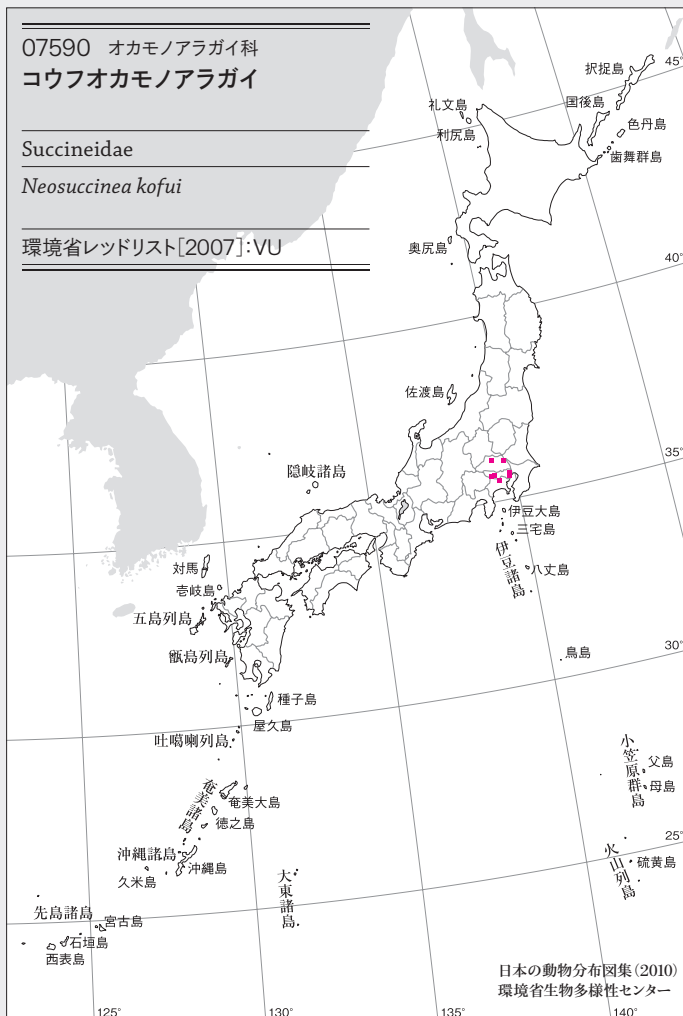 07590 オカモノアラガイ科
コウフオカモノアラガイ
Succineidae
Neosuccinea kofui
環境省レッドリスト[2007]:VU
45°
択捉島
国後島
礼文島
色丹島
利尻島
歯舞群島
奥尻島
40°
佐渡島
35°
隠岐諸島
伊豆大島
三宅島
伊豆諸島
八丈島
対馬
壱岐島
五島列島
甑島列島
鳥島
30°
種子島
屋久島
吐噶喇列島
小笠原群島
父島
母島
奄美諸島
奄美大島
徳之島
25°
沖縄諸島
沖縄島
久米島
火山列島
硫黄島
大東諸島
先島諸島
宮古島
石垣島
西表島
日本の動物分布図集(2010)
環境省生物多様性センター
125°
130°
135°
140°